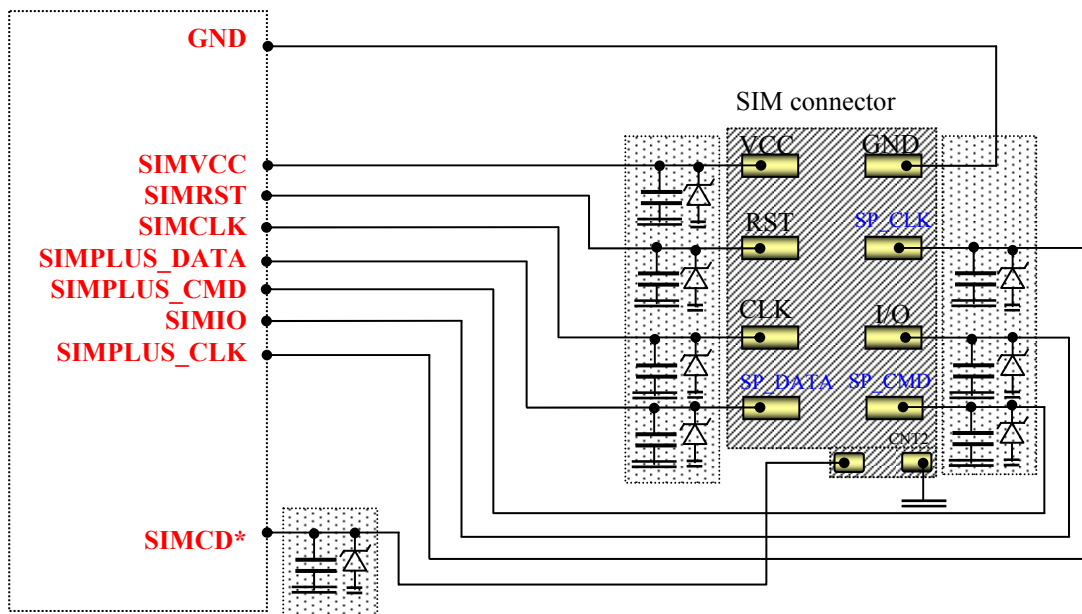 GND
SIM connector
VCC GND
SIMVCC
SIMRST
RST SP_CLK
SIMCLK
SIMPLUS_DATA
SIMPLUS_CMD
CLK I/O
SIMIO
SIMPLUS_CLK
SP_DATA SP_CMD
CNT2
SIMCD*